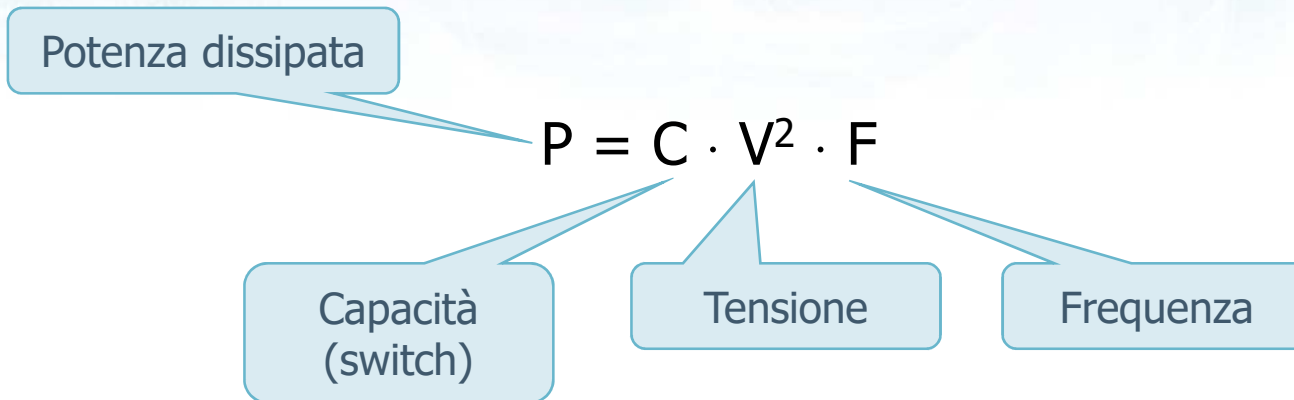 Potenza dissipata
P = C · V² · F
Capacità
(switch)
Tensione
Frequenza